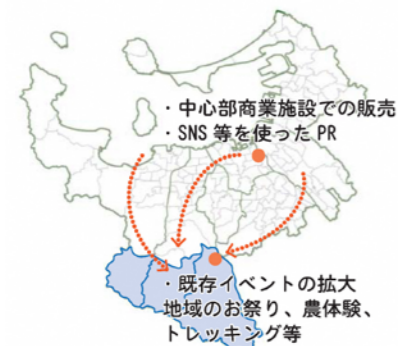 ・中心部商業施設での販売
・SNS 等を使った PR
・既存イベントの拡大
地域のお祭り、農体験、
トレッキング等